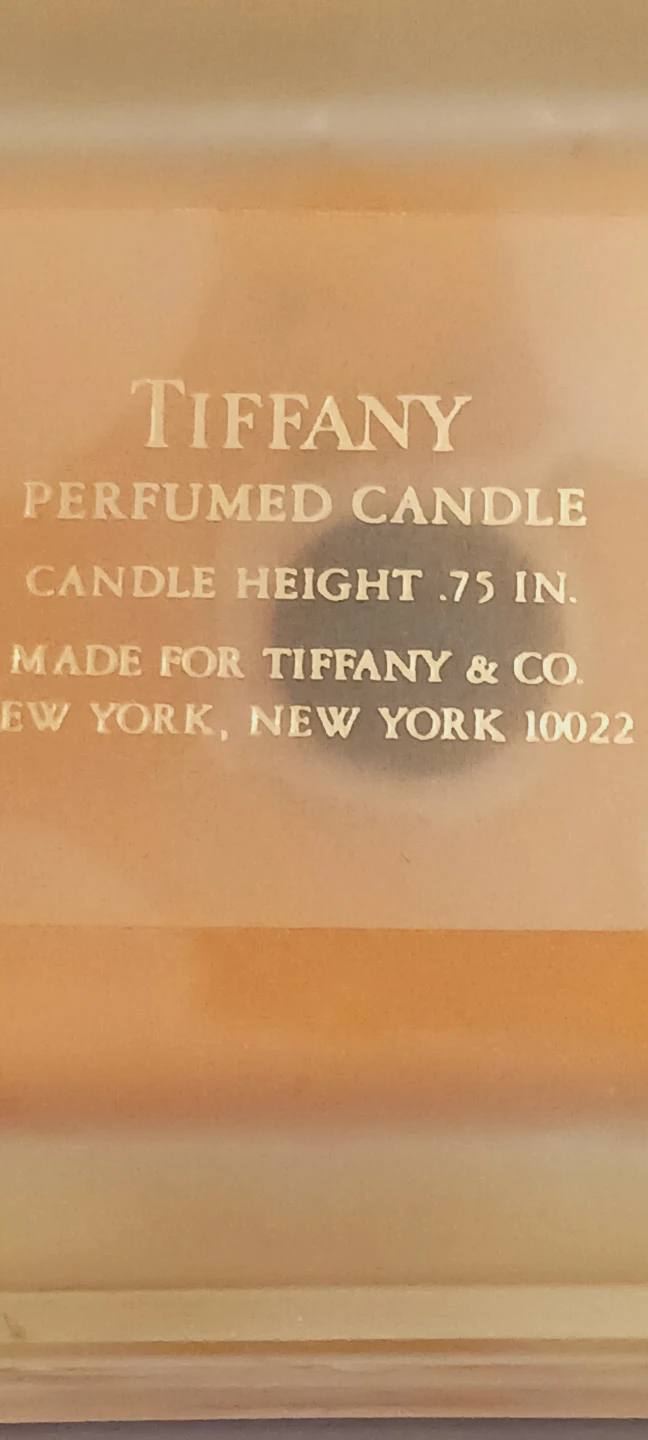 TIFFANY
PERFUMED CANDLE
CANDLE HEIGHT .75 IN.
MADE FOR TIFFANY & CO.
EW YORK, NEW YORK 10022